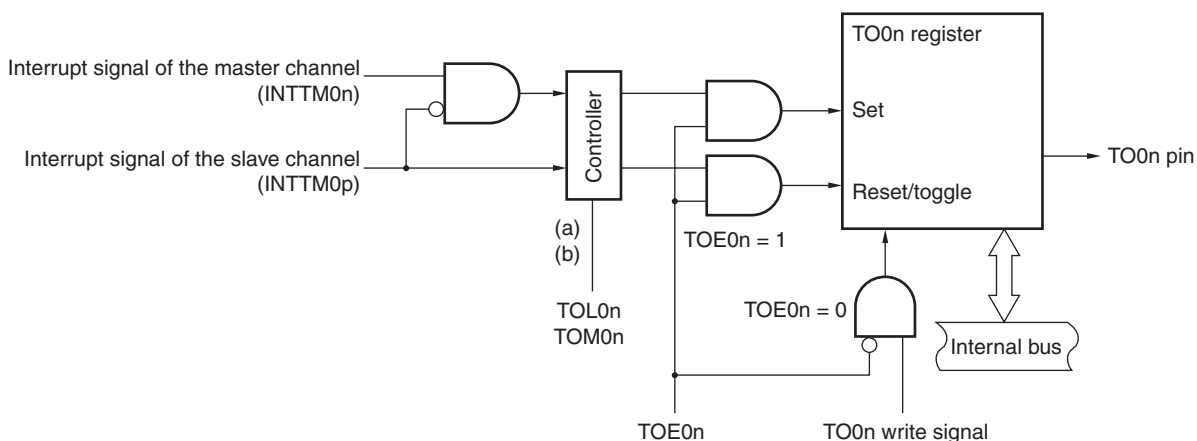 TO0n register
Interrupt signal of the master channel
(INTTM0n)
Controller
Set
Interrupt signal of the slave channel
(INTTM0p)
TO0n pin
Reset/toggle
(a)
(b)
TOE0n = 1
TOL0n
TOM0n
TOE0n = 0
Internal bus
TOE0n
TO0n write signal